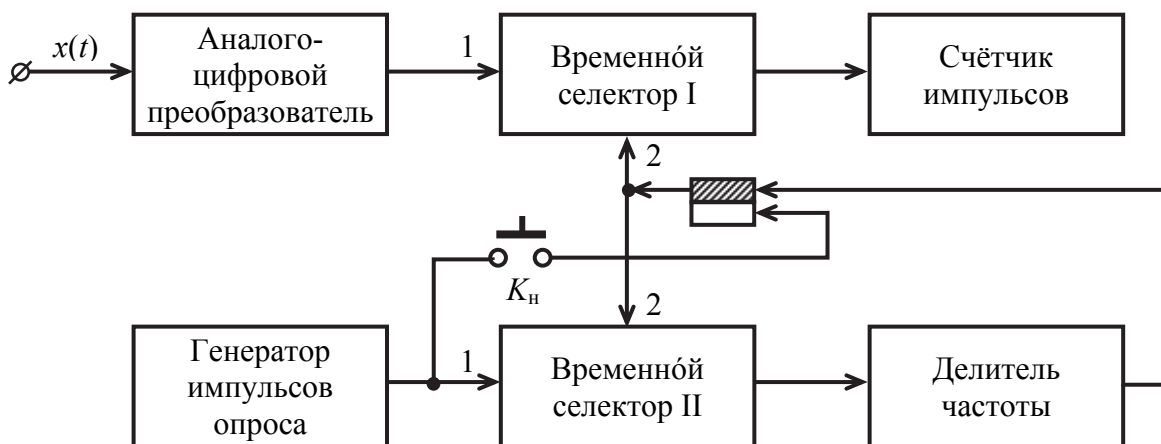 x(t)
Аналого-
цифровой
преобразователь
1
Временно́й
селектор I
Счётчик
импульсов
2
Kн
2
Генератор
импульсов
опроса
1
Временно́й
селектор II
Делитель
частоты